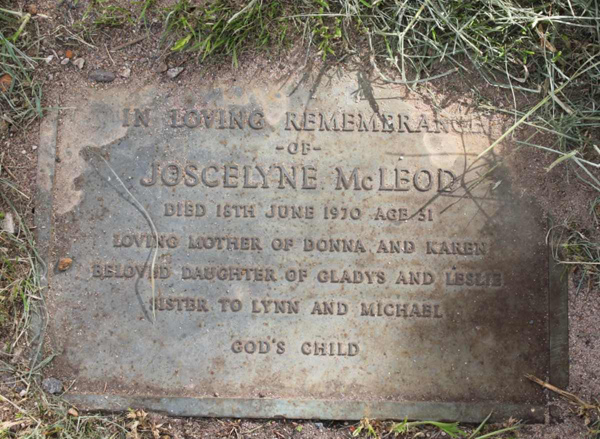 IN LOVING REMEMBRANCE
-OF-
JOSCELYNE McLEOD
DIED 18TH JUNE 1970 AGE 31
LOVING MOTHER OF DONNA AND KAREN
BELOVED DAUGHTER OF GLADYS AND LESLIE
SISTER TO LYNN AND MICHAEL
GOD'S CHILD